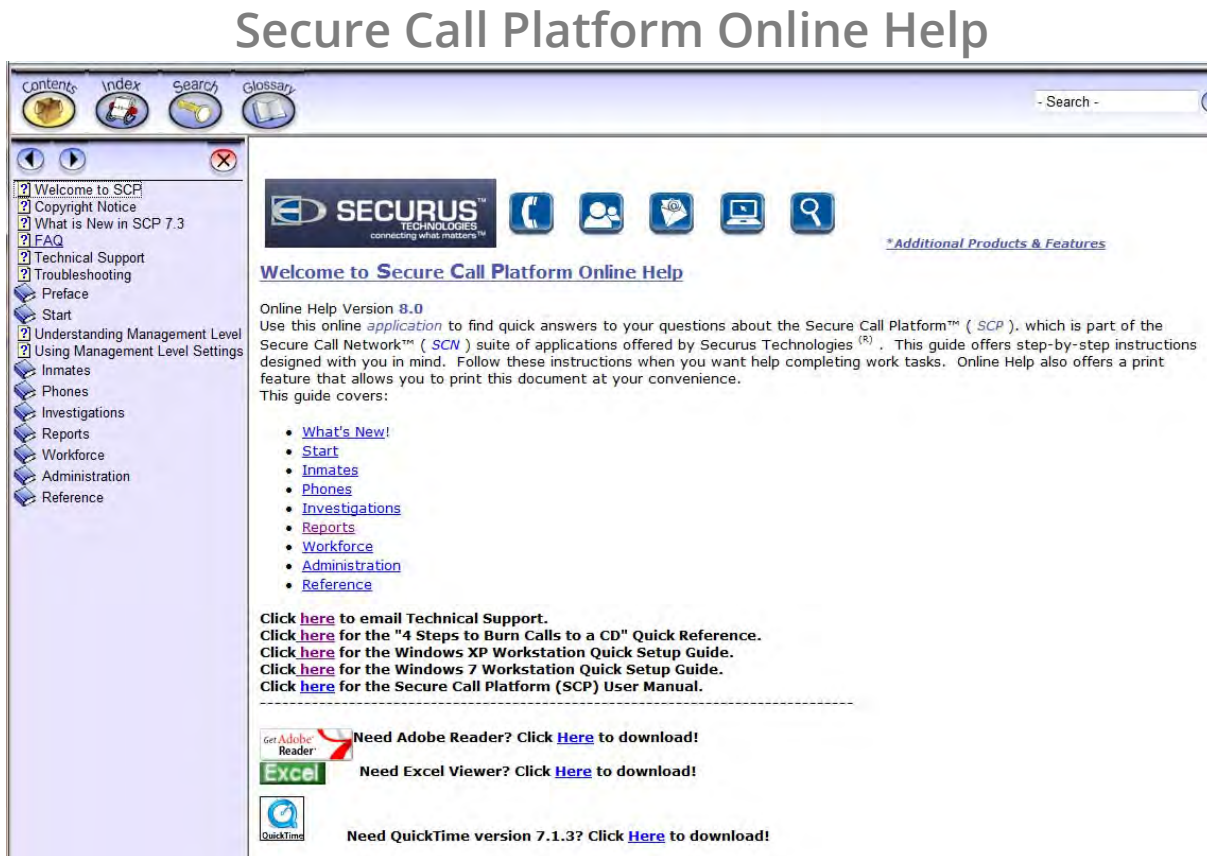 Secure Call Platform Online Help
Contents
Index
Search
Glossary
- Search -
Welcome to SCP
Copyright Notice
What is New in SCP 7.3
FAQ
Technical Support
Troubleshooting
Preface
Start
Understanding Management Level
Using Management Level Settings
Inmates
Phones
Investigations
Reports
Workforce
Administration
Reference
SECURUS™
TECHNOLOGIES
connecting what matters™
*Additional Products & Features
Welcome to Secure Call Platform Online Help
Online Help Version 8.0
Use this online application to find quick answers to your questions about the Secure Call Platform™ ( SCP ). which is part of the
Secure Call Network™ ( SCN ) suite of applications offered by Securus Technologies (R) . This guide offers step-by-step instructions
designed with you in mind. Follow these instructions when you want help completing work tasks. Online Help also offers a print
feature that allows you to print this document at your convenience.
This guide covers:
• What's New!
• Start
• Inmates
• Phones
• Investigations
• Reports
• Workforce
• Administration
• Reference
Click here to email Technical Support.
Click here for the "4 Steps to Burn Calls to a CD" Quick Reference.
Click here for the Windows XP Workstation Quick Setup Guide.
Click here for the Windows 7 Workstation Quick Setup Guide.
Click here for the Secure Call Platform (SCP) User Manual.
--------------------------------------------------------------------------------
Get Adobe®
Reader®
Need Adobe Reader? Click Here to download!
Excel
Need Excel Viewer? Click Here to download!
QuickTime
Need QuickTime version 7.1.3? Click Here to download!